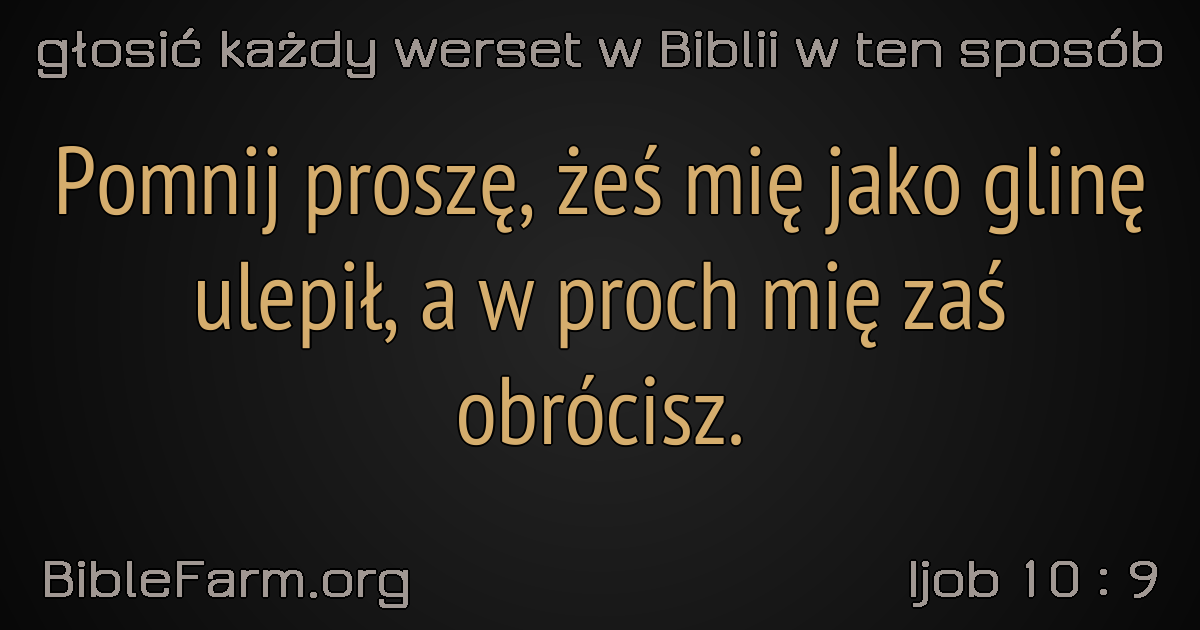 głosić każdy werset w Biblii w ten sposób
Pomnij proszę, żeś mię jako glinę
ulepił, a w proch mię zaś
obrócisz.
BibleFarm.org
Ijob 10 : 9